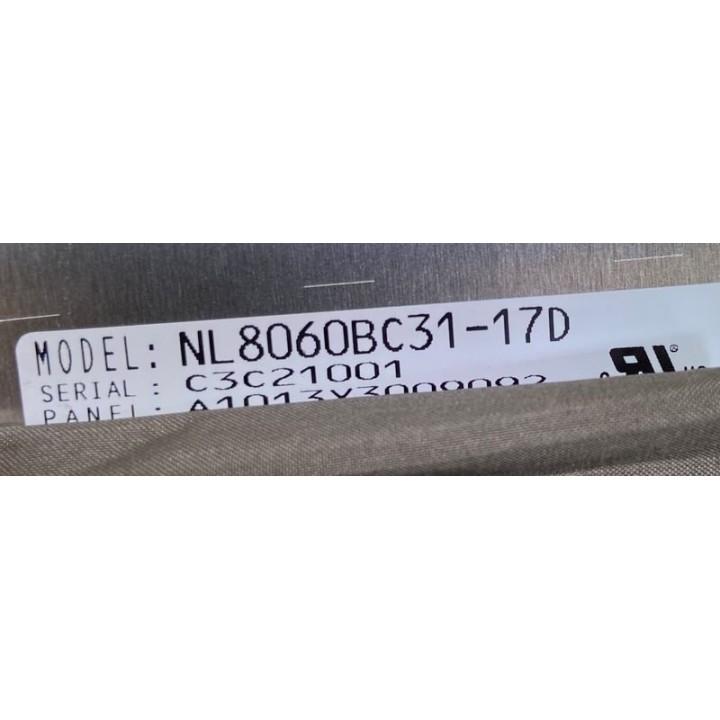 MODEL: NL8060BC31-17D
SERIAL: C3C21001
PANEL: